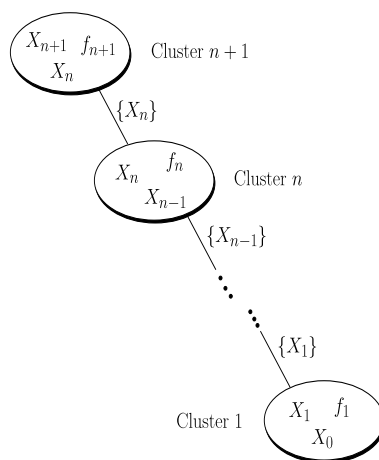 X_{n+1} f_{n+1} Cluster n + 1
X_n
{X_n}
X_n f_n Cluster n
X_{n−1}
{X_{n−1}}
{X_1}
Cluster 1 X_1 f_1
X_0